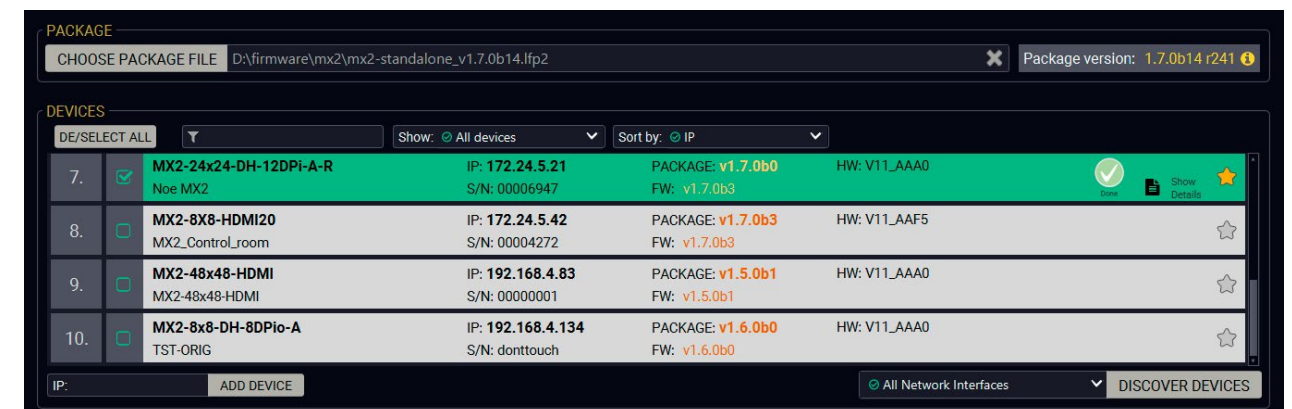 PACKAGE
CHOOSE PACKAGE FILE D:\firmware\mx2\mx2-standalone_v1.7.0b14.lfp2 Package version: 1.7.0b14 r241
DEVICES
DE/SELECT ALL Show: All devices Sort by: IP
7. MX2-24x24-DH-12DPi-A-R IP: 172.24.5.21 PACKAGE: v1.7.0b0 HW: V11_AAA0
Noe MX2 S/N: 00006947 FW: v1.7.0b3 Done Show
Details
8. MX2-8X8-HDMI20 IP: 172.24.5.42 PACKAGE: v1.7.0b3 HW: V11_AAF5
MX2_Control_room S/N: 00004272 FW: v1.7.0b3
9. MX2-48x48-HDMI IP: 192.168.4.83 PACKAGE: v1.5.0b1 HW: V11_AAA0
MX2-48x48-HDMI S/N: 00000001 FW: v1.5.0b1
10. MX2-8x8-DH-8DPio-A IP: 192.168.4.134 PACKAGE: v1.6.0b0 HW: V11_AAA0
TST-ORIG S/N: donttouch FW: v1.6.0b0
IP: ADD DEVICE All Network Interfaces DISCOVER DEVICES